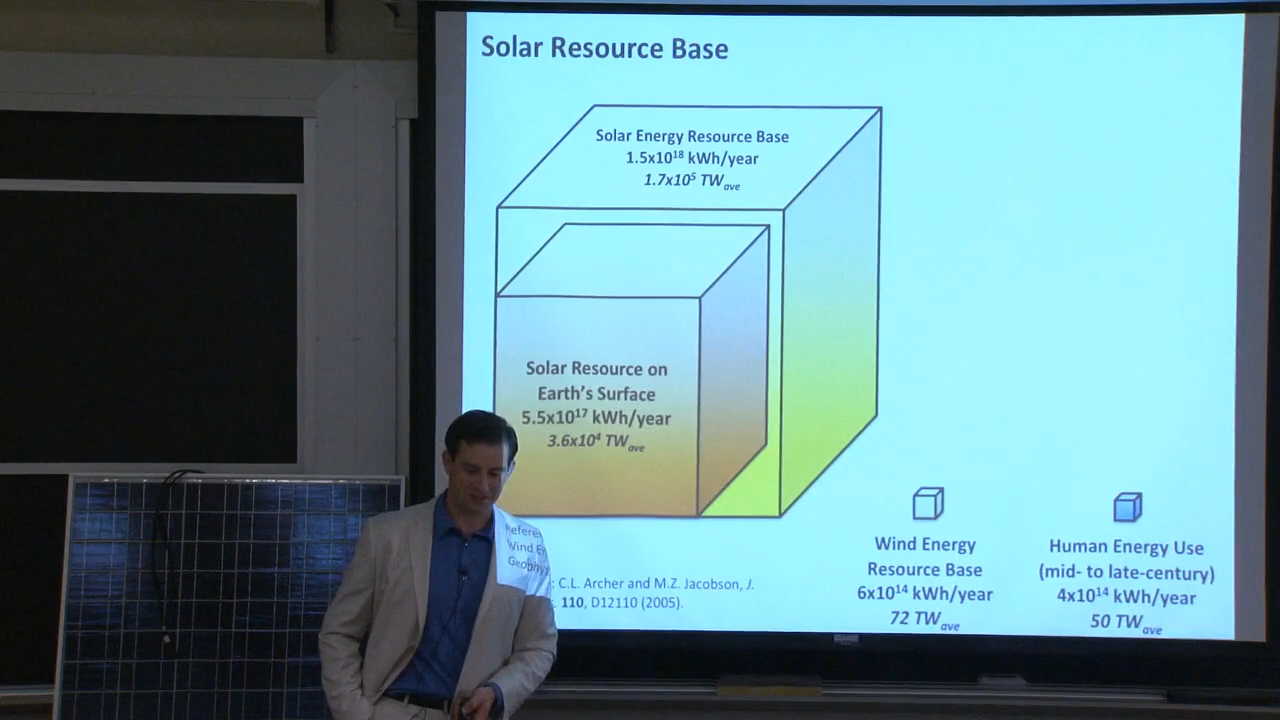 Solar Resource Base
Solar Energy Resource Base
1.5x10¹⁸ kWh/year
1.7x10⁵ TWave
Solar Resource on
Earth's Surface
5.5x10¹⁷ kWh/year
3.6x10⁴ TWave
Wind Energy
Resource Base
6x10¹⁴ kWh/year
72 TWave
Human Energy Use
(mid- to late-century)
4x10¹⁴ kWh/year
50 TWave
Wind
: C.L. Archer and M.Z. Jacobson, J.
110, D12110 (2005).